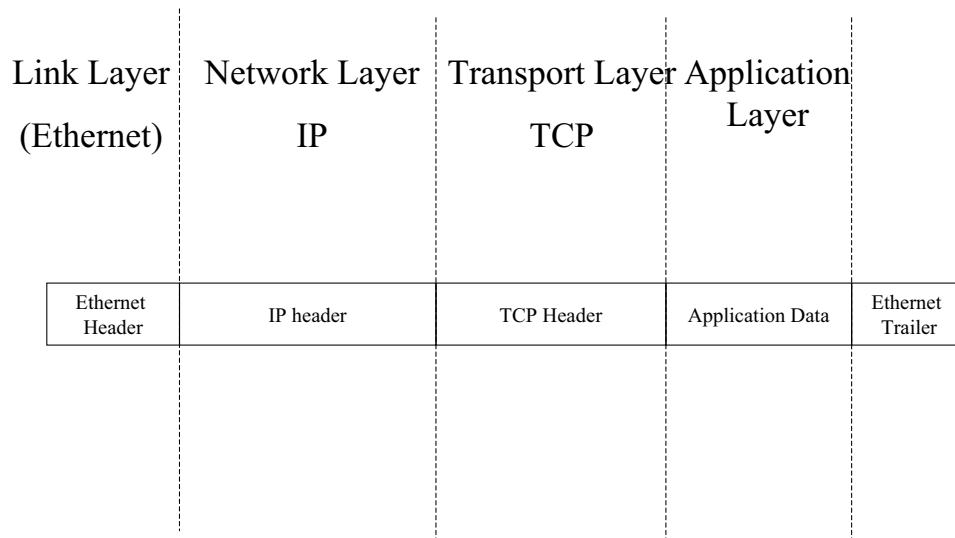 Link Layer
(Ethernet)
Network Layer
IP
Transport Layer
TCP
Application
Layer
Ethernet
Header
IP header
TCP Header
Application Data
Ethernet
Trailer